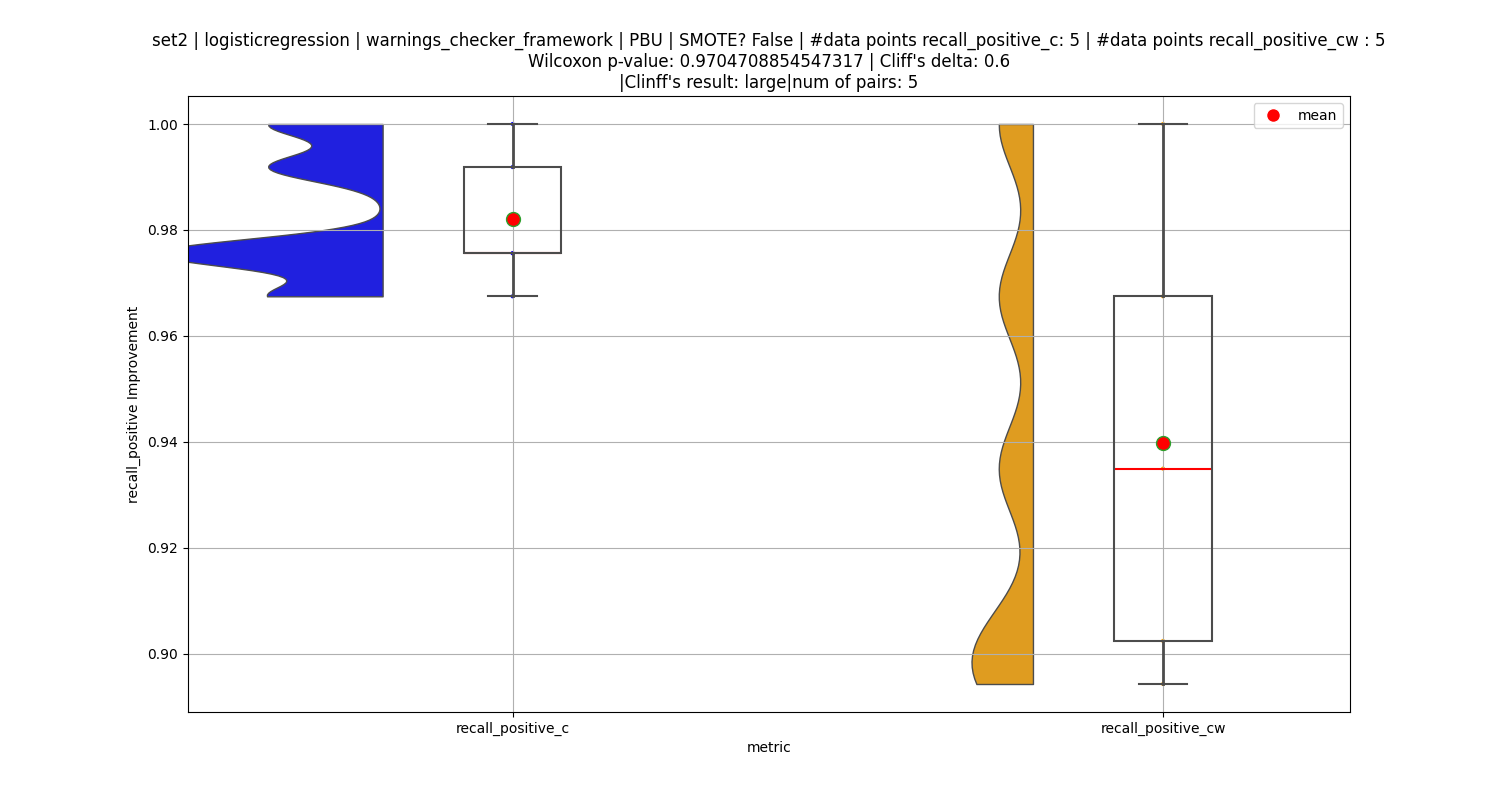 set2 | logisticregression | warnings_checker_framework | PBU | SMOTE? False | #data points recall_positive_c: 5 | #data points recall_positive_cw : 5
Wilcoxon p-value: 0.9704708854547317 | Cliff's delta: 0.6
|Clinff's result: large|num of pairs: 5
mean
1.00
0.98
0.96
0.94
0.92
0.90
recall_positive Improvement
recall_positive_c
recall_positive_cw
metric